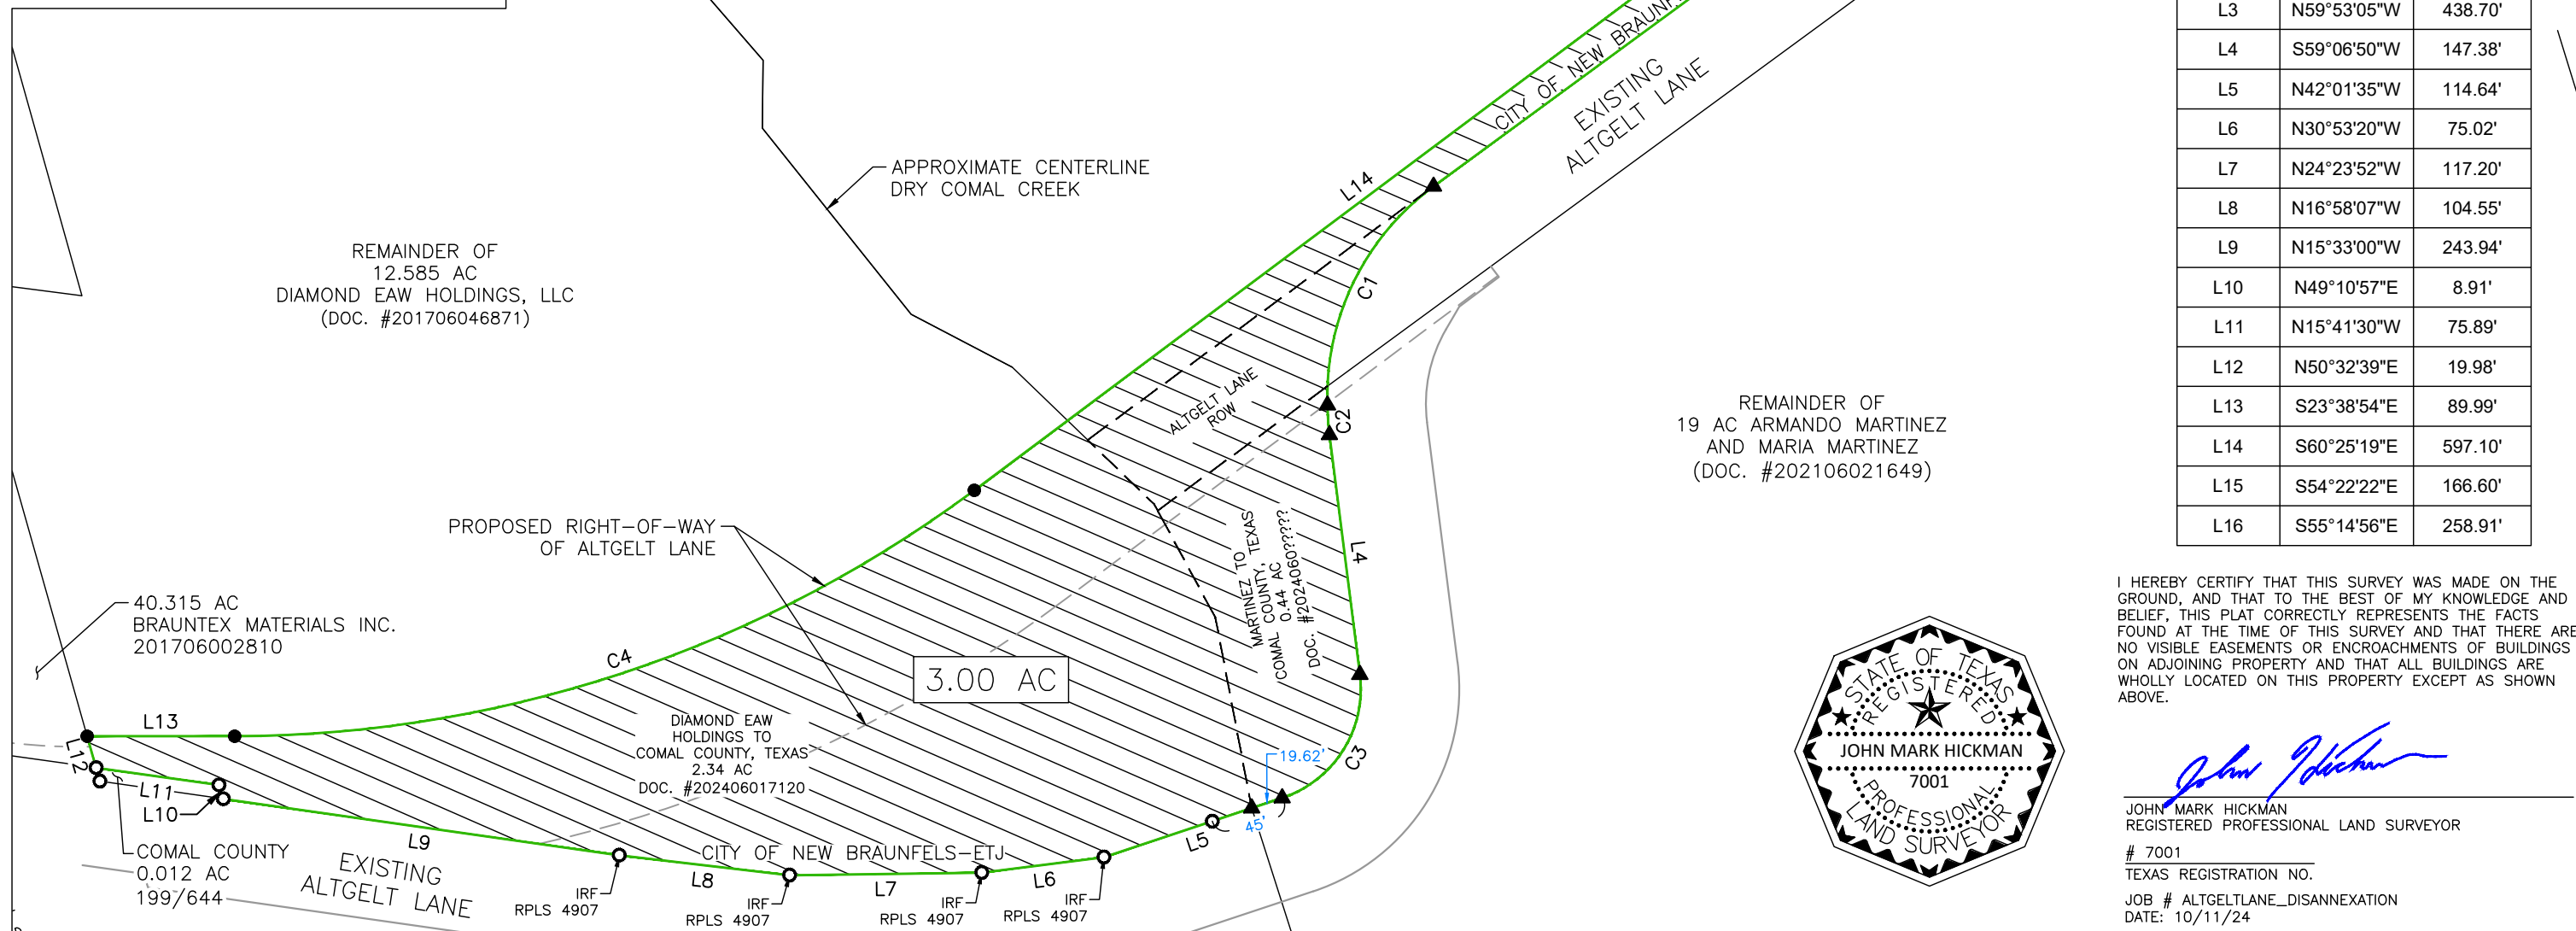 L3 N59°53'05"W 438.70'
L4 S59°06'50"W 147.38'
L5 N42°01'35"W 114.64'
L6 N30°53'20"W 75.02'
L7 N24°23'52"W 117.20'
L8 N16°58'07"W 104.55'
L9 N15°33'00"W 243.94'
L10 N49°10'57"E 8.91'
L11 N15°41'30"W 75.89'
L12 N50°32'39"E 19.98'
L13 S23°38'54"E 89.99'
L14 S60°25'19"E 597.10'
L15 S54°22'22"E 166.60'
L16 S55°14'56"E 258.91'
CITY OF NEW
EXISTING
ALTGELT LANE
APPROXIMATE CENTERLINE
DRY COMAL CREEK
L14
C1
REMAINDER OF
12.585 AC
DIAMOND EAW HOLDINGS, LLC
(DOC. #201706046871)
ALTGELT LANE
ROW
C2
REMAINDER OF
19 AC ARMANDO MARTINEZ
AND MARIA MARTINEZ
(DOC. #202106021649)
PROPOSED RIGHT-OF-WAY
OF ALTGELT LANE
MARTINEZ TO
COMAL COUNTY, TEXAS
0.44 AC
DOC. #2024060?????
L4
40.315 AC
BRAUNTEX MATERIALS INC.
201706002810
C4
3.00 AC
L13
L12
DIAMOND EAW
HOLDINGS TO
COMAL COUNTY, TEXAS
2.34 AC
DOC. #202406017120
19.62'
C3
45'
L11
L10
L9
L5
COMAL COUNTY
0.012 AC
199/644
EXISTING
ALTGELT LANE
CITY OF NEW BRAUNFELS-ETJ
L8
L7
L6
IRF
RPLS 4907
IRF
RPLS 4907
IRF
RPLS 4907
IRF
RPLS 4907
I HEREBY CERTIFY THAT THIS SURVEY WAS MADE ON THE
GROUND, AND THAT TO THE BEST OF MY KNOWLEDGE AND
BELIEF, THIS PLAT CORRECTLY REPRESENTS THE FACTS
FOUND AT THE TIME OF THIS SURVEY AND THAT THERE ARE
NO VISIBLE EASEMENTS OR ENCROACHMENTS OF BUILDINGS
ON ADJOINING PROPERTY AND THAT ALL BUILDINGS ARE
WHOLLY LOCATED ON THIS PROPERTY EXCEPT AS SHOWN
ABOVE.
STATE OF TEXAS
REGISTERED
JOHN MARK HICKMAN
7001
PROFESSIONAL
LAND SURVEYOR
JOHN MARK HICKMAN
REGISTERED PROFESSIONAL LAND SURVEYOR
# 7001
TEXAS REGISTRATION NO.
JOB # ALTGELTLANE_DISANNEXATION
DATE: 10/11/24